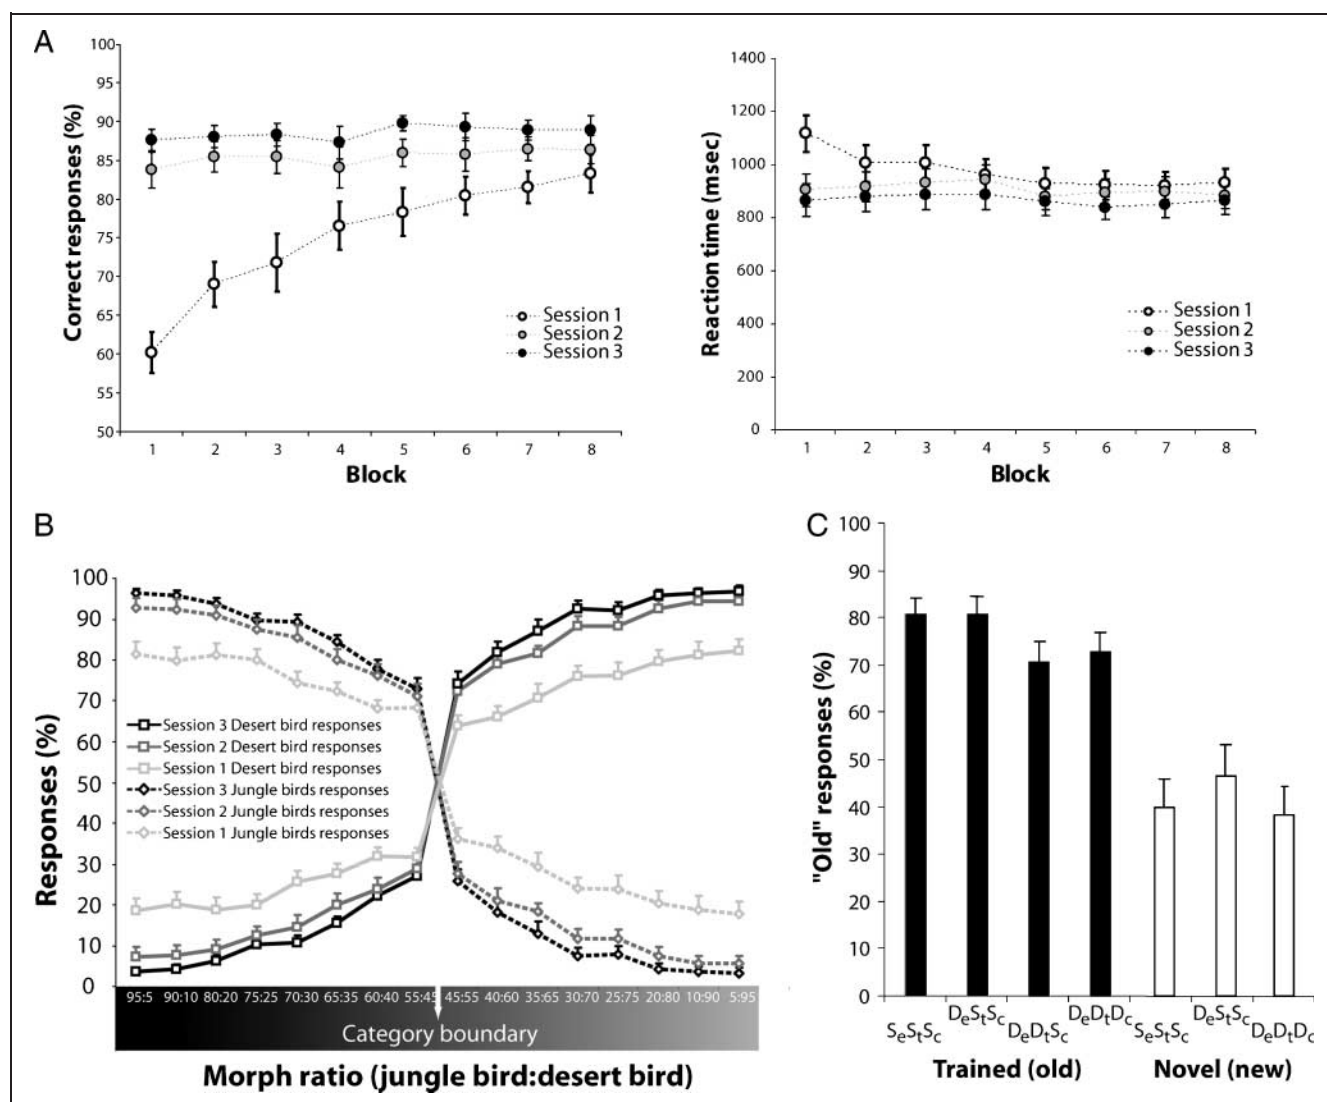 A
Correct responses (%)
100
95
90
85
80
75
70
65
60
55
50
1 2 3 4 5 6 7 8
Block
Session 1
Session 2
Session 3
Reaction time (msec)
1400
1200
1000
800
600
400
200
0
1 2 3 4 5 6 7 8
Block
Session 1
Session 2
Session 3
B
Responses (%)
100
90
80
70
60
50
40
30
20
10
0
Session 3 Desert bird responses
Session 2 Desert bird responses
Session 1 Desert bird responses
Session 3 Jungle birds responses
Session 2 Jungle birds responses
Session 1 Jungle birds responses
95:5 90:10 80:20 75:25 70:30 65:35 60:40 55:45 45:55 40:60 35:65 30:70 25:75 20:80 10:90 5:95
Category boundary
Morph ratio (jungle bird:desert bird)
C
"Old" responses (%)
100
90
80
70
60
50
40
30
20
10
0
SeStSc DeStSc DeDtSc DeDtDc SeStSc DeStSc DeDtDc
Trained (old) Novel (new)